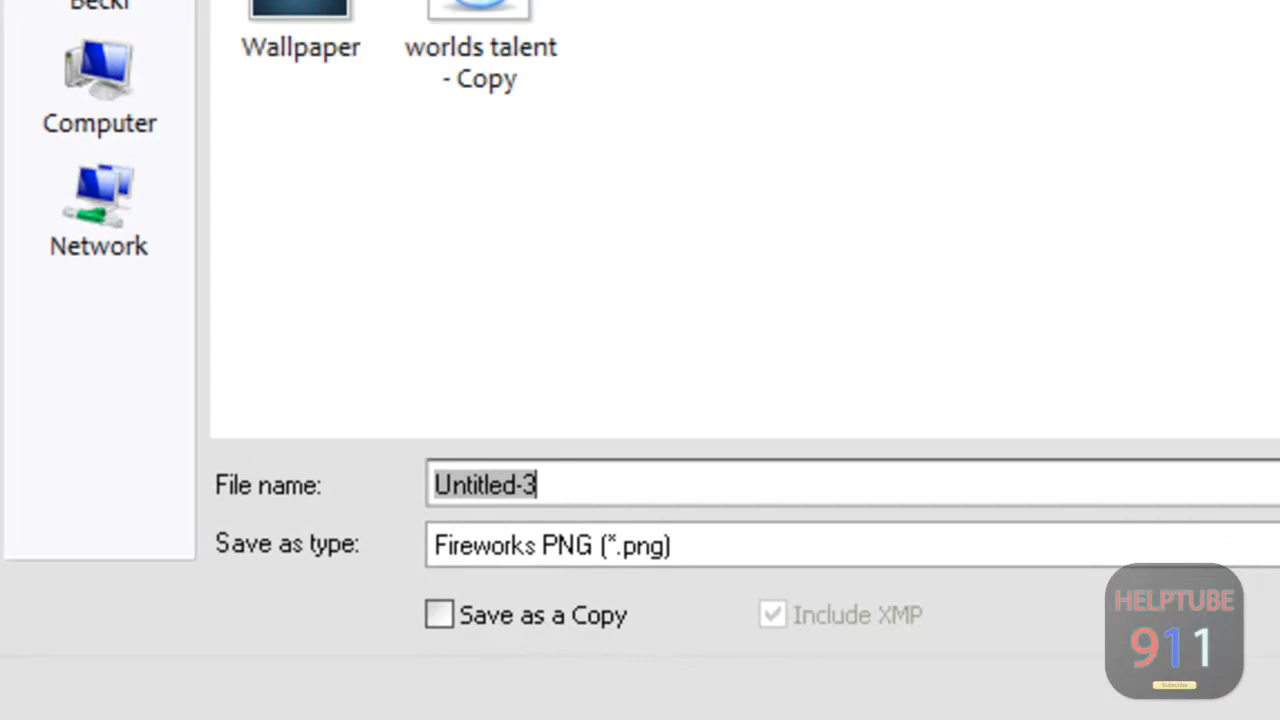 Becki
Wallpaper
worlds talent
- Copy
Computer
Network
File name:
Untitled-3
Save as type:
Fireworks PNG (*.png)
Save as a Copy
Include XMP
HELPTUBE
911
Subscribe